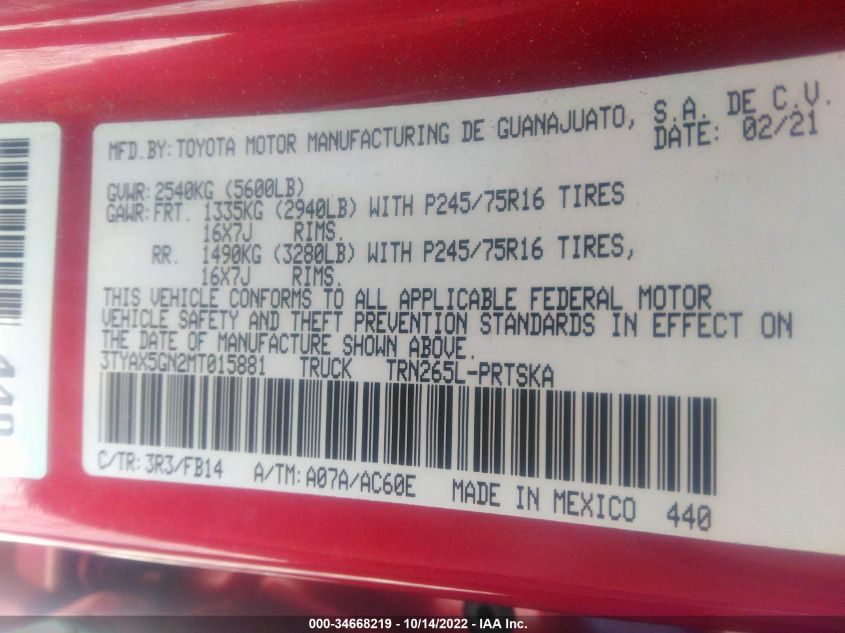 MFD.BY: TOYOTA MOTOR MANUFACTURING DE GUANAJUATO, S.A. DE C.V.
DATE: 02/21
GVWR: 2540KG (5600LB)
GAWR: FRT. 1335KG (2940LB) WITH P245/75R16 TIRES
16X7J RIMS.
RR. 1490KG (3280LB) WITH P245/75R16 TIRES,
16X7J RIMS.
THIS VEHICLE CONFORMS TO ALL APPLICABLE FEDERAL MOTOR
VEHICLE SAFETY AND THEFT PREVENTION STANDARDS IN EFFECT ON
THE DATE OF MANUFACTURE SHOWN ABOVE.
3TYAX5GN2MT015881 TRUCK TRN265L-PRTSKA
C/TR: 3R3/FB14 A/TM: A07A/AC60E MADE IN MEXICO 440
440
000-34668219 - 10/14/2022 - IAA Inc.